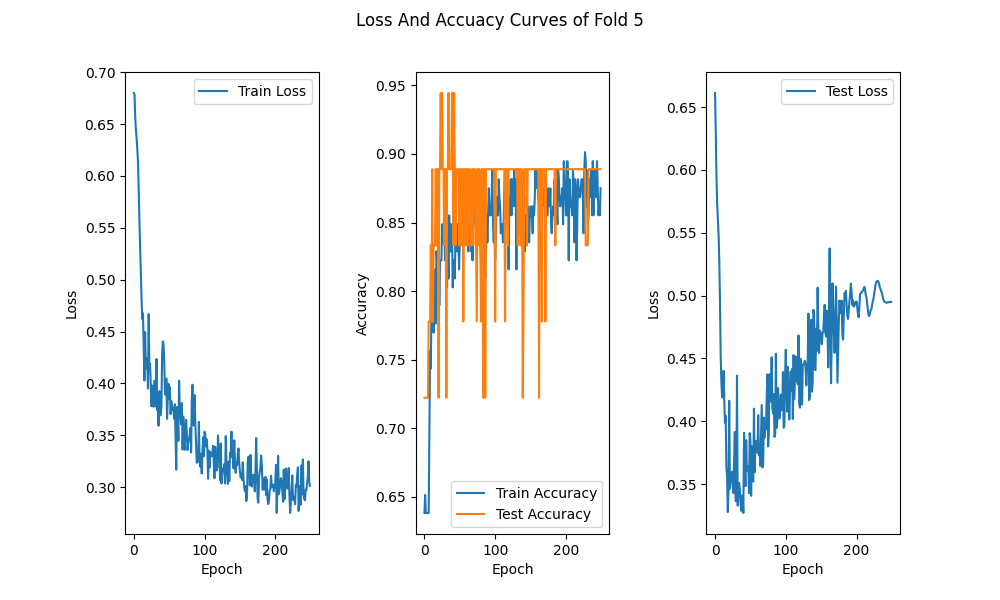 Loss And Accuacy Curves of Fold 5
0.70
0.65
0.60
0.55
0.50
0.45
0.40
0.35
0.30
Loss
0
100
200
Epoch
Train Loss
0.95
0.90
0.85
0.80
0.75
0.70
0.65
Accuracy
0
100
200
Epoch
Train Accuracy
Test Accuracy
0.65
0.60
0.55
0.50
0.45
0.40
0.35
Loss
0
100
200
Epoch
Test Loss